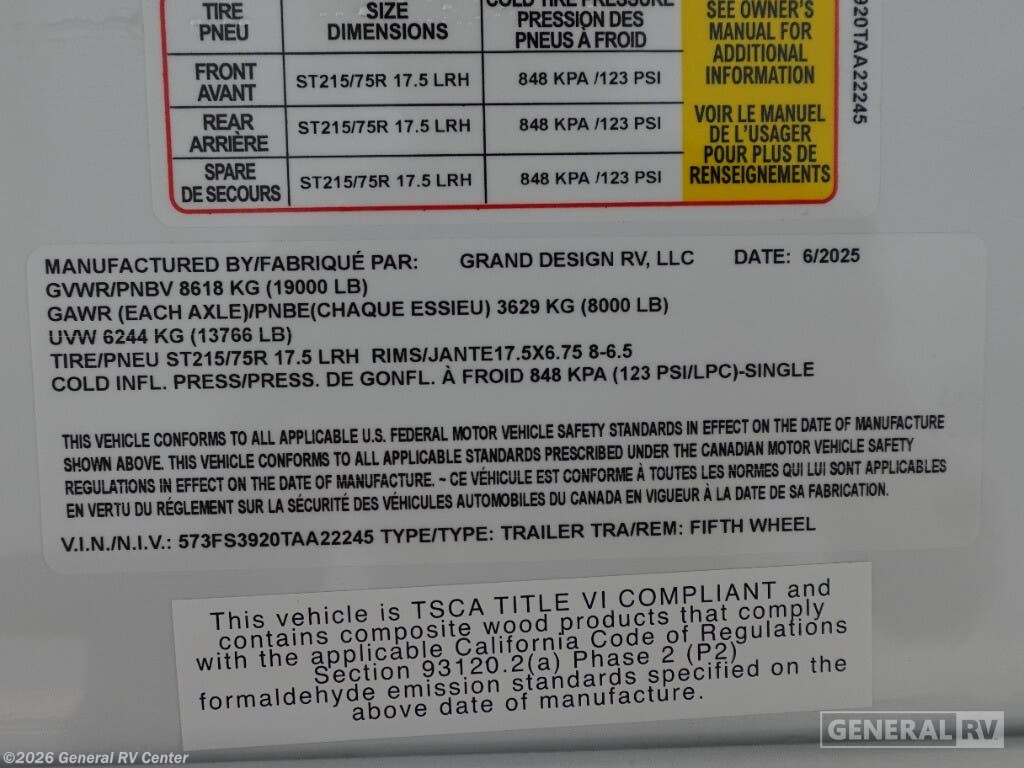 TIRE SIZE COLD TIRE PRESSURE SEE OWNER'S
PNEU DIMENSIONS PRESSION DES MANUAL FOR
PNEUS À FROID ADDITIONAL
INFORMATION
FRONT ST215/75R 17.5 LRH 848 KPA /123 PSI
AVANT
REAR ST215/75R 17.5 LRH 848 KPA /123 PSI
ARRIÈRE
SPARE ST215/75R 17.5 LRH 848 KPA /123 PSI
DE SECOURS
VOIR LE MANUEL
DE L'USAGER
POUR PLUS DE
RENSEIGNEMENTS
920TAA22245
MANUFACTURED BY/FABRIQUÉ PAR: GRAND DESIGN RV, LLC DATE: 6/2025
GVWR/PNBV 8618 KG (19000 LB)
GAWR (EACH AXLE)/PNBE(CHAQUE ESSIEU) 3629 KG (8000 LB)
UVW 6244 KG (13766 LB)
TIRE/PNEU ST215/75R 17.5 LRH RIMS/JANTE17.5X6.75 8-6.5
COLD INFL. PRESS/PRESS. DE GONFL. À FROID 848 KPA (123 PSI/LPC)-SINGLE
THIS VEHICLE CONFORMS TO ALL APPLICABLE U.S. FEDERAL MOTOR VEHICLE SAFETY STANDARDS IN EFFECT ON THE DATE OF MANUFACTURE
SHOWN ABOVE. THIS VEHICLE CONFORMS TO ALL APPLICABLE STANDARDS PRESCRIBED UNDER THE CANADIAN MOTOR VEHICLE SAFETY
REGULATIONS IN EFFECT ON THE DATE OF MANUFACTURE. ~ CE VÉHICULE EST CONFORME À TOUTES LES NORMES QUI LUI SONT APPLICABLES
EN VERTU DU RÉGLEMENT SUR LA SÉCURITÉ DES VÉHICULES AUTOMOBILES DU CANADA EN VIGUEUR À LA DATE DE SA FABRICATION.
V.I.N./N.I.V.: 573FS3920TAA22245 TYPE/TYPE: TRAILER TRA/REM: FIFTH WHEEL
This vehicle is TSCA TITLE VI COMPLIANT and
contains composite wood products that comply
with the applicable California Code of Regulations
Section 93120.2(a) Phase 2 (P2)
formaldehyde emission standards specified on the
above date of manufacture.
GENERAL RV
©2026 General RV Center